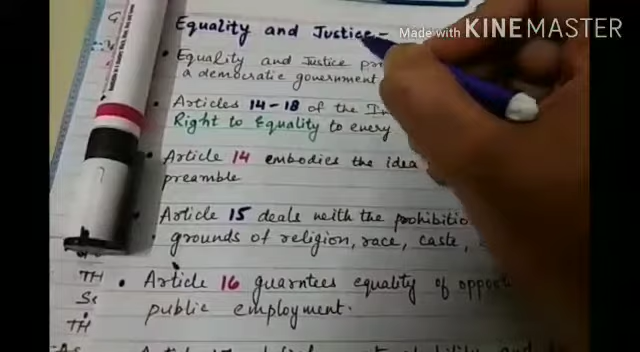 Made with KINEMASTER
Equality and Justice -
• Equality and Justice
a democratic government
• Articles 14-18 of the
Right to Equality to every
• Article 14 embodies the idea
preamble
• Article 15 deals with the
grounds of religion, race, caste,
TH • Article 16 guarntees equality of
public employment.
TH